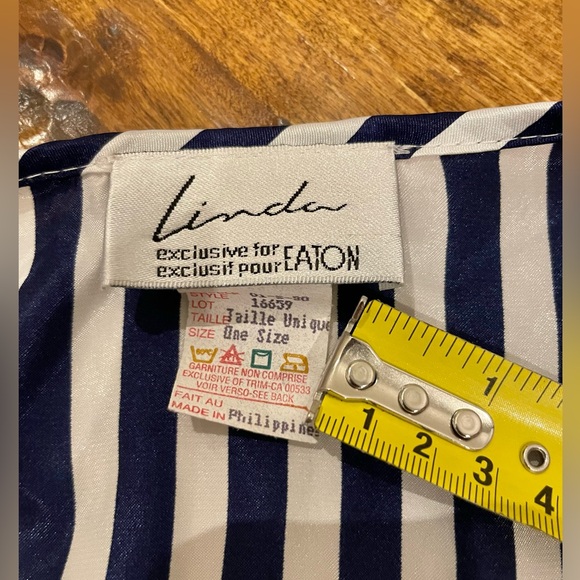 Linda
exclusive for
exclusif pour EATON
STYLE
LOT 16659
TAILLE Taille Unique
SIZE One Size
GARNITURE NON COMPRISE
EXCLUSIVE OF TRIM-CA 00533
VOIR VERSO-SEE BACK
FAIT AU
MADE IN Philippines
1
1 2 3 4